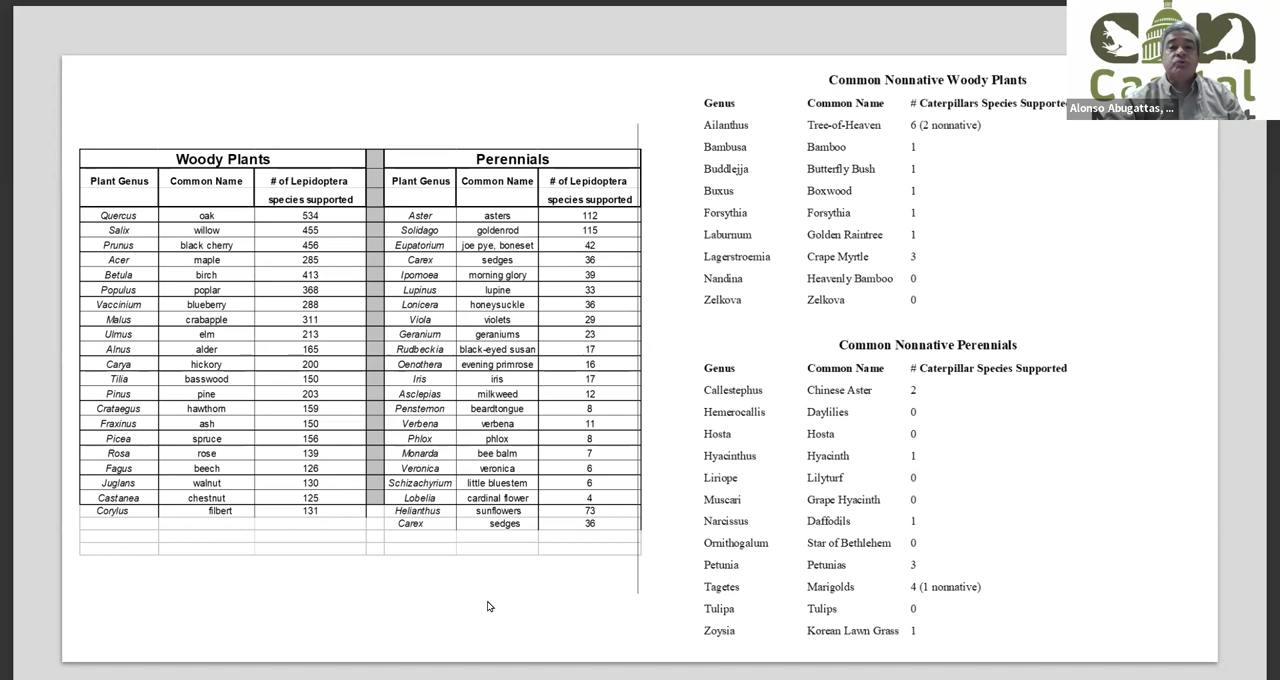 Woody Plants Perennials
Plant Genus Common Name # of Lepidoptera Plant Genus Common Name # of Lepidoptera
species supported species supported
Quercus oak 534 Aster asters 112
Salix willow 455 Solidago goldenrod 115
Prunus black cherry 456 Eupatorium joe pye, boneset 42
Acer maple 285 Carex sedges 36
Betula birch 413 Ipomoea morning glory 39
Populus poplar 368 Lupinus lupine 33
Vaccinium blueberry 288 Lonicera honeysuckle 36
Malus crabapple 311 Viola violets 29
Ulmus elm 213 Geranium geraniums 23
Alnus alder 165 Rudbeckia black-eyed susan 17
Carya hickory 200 Oenothera evening primrose 16
Tilia basswood 150 Iris iris 17
Pinus pine 203 Asclepias milkweed 12
Crataegus hawthorn 159 Penstemon beardtongue 8
Fraxinus ash 150 Verbena verbena 11
Picea spruce 156 Phlox phlox 8
Rosa rose 139 Monarda bee balm 7
Fagus beech 126 Veronica veronica 6
Juglans walnut 130 Schizachyrium little bluestem 6
Castanea chestnut 125 Lobelia cardinal flower 4
Corylus filbert 131 Helianthus sunflowers 73
Carex sedges 36
Common Nonnative Woody Plants
Genus Common Name # Caterpillars Species Supporte
Ailanthus Tree-of-Heaven 6 (2 nonnative)
Bambusa Bamboo 1
Buddlejja Butterfly Bush 1
Buxus Boxwood 1
Forsythia Forsythia 1
Laburnum Golden Raintree 1
Lagerstroemia Crape Myrtle 3
Nandina Heavenly Bamboo 0
Zelkova Zelkova 0
Common Nonnative Perennials
Genus Common Name # Caterpillar Species Supported
Callestephus Chinese Aster 2
Hemerocallis Daylilies 0
Hosta Hosta 0
Hyacinthus Hyacinth 1
Liriope Lilyturf 0
Muscari Grape Hyacinth 0
Narcissus Daffodils 1
Ornithogalum Star of Bethlehem 0
Petunia Petunias 3
Tagetes Marigolds 4 (1 nonnative)
Tulipa Tulips 0
Zoysia Korean Lawn Grass 1
Alonso Abugattas, ...